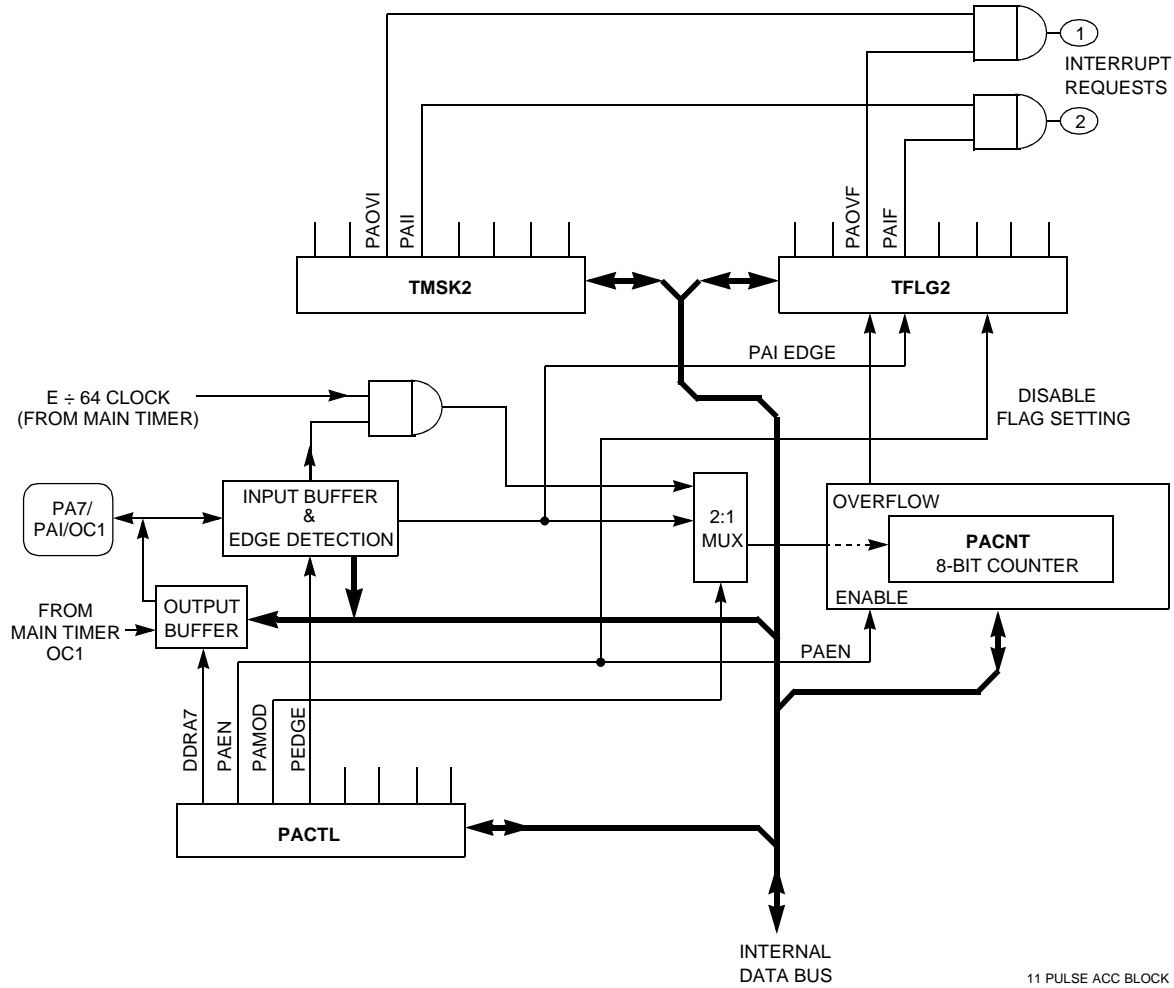 1
INTERRUPT
REQUESTS
2
PAOVI
PAII
PAOVF
PAIF
TMSK2
TFLG2
PAI EDGE
E ÷ 64 CLOCK
(FROM MAIN TIMER)
DISABLE
FLAG SETTING
PA7/
PAI/OC1
INPUT BUFFER
&
EDGE DETECTION
2:1
MUX
OVERFLOW
PACNT
8-BIT COUNTER
ENABLE
OUTPUT
BUFFER
FROM
MAIN TIMER
OC1
PAEN
DDRA7
PAEN
PAMOD
PEDGE
PACTL
INTERNAL
DATA BUS
11 PULSE ACC BLOCK